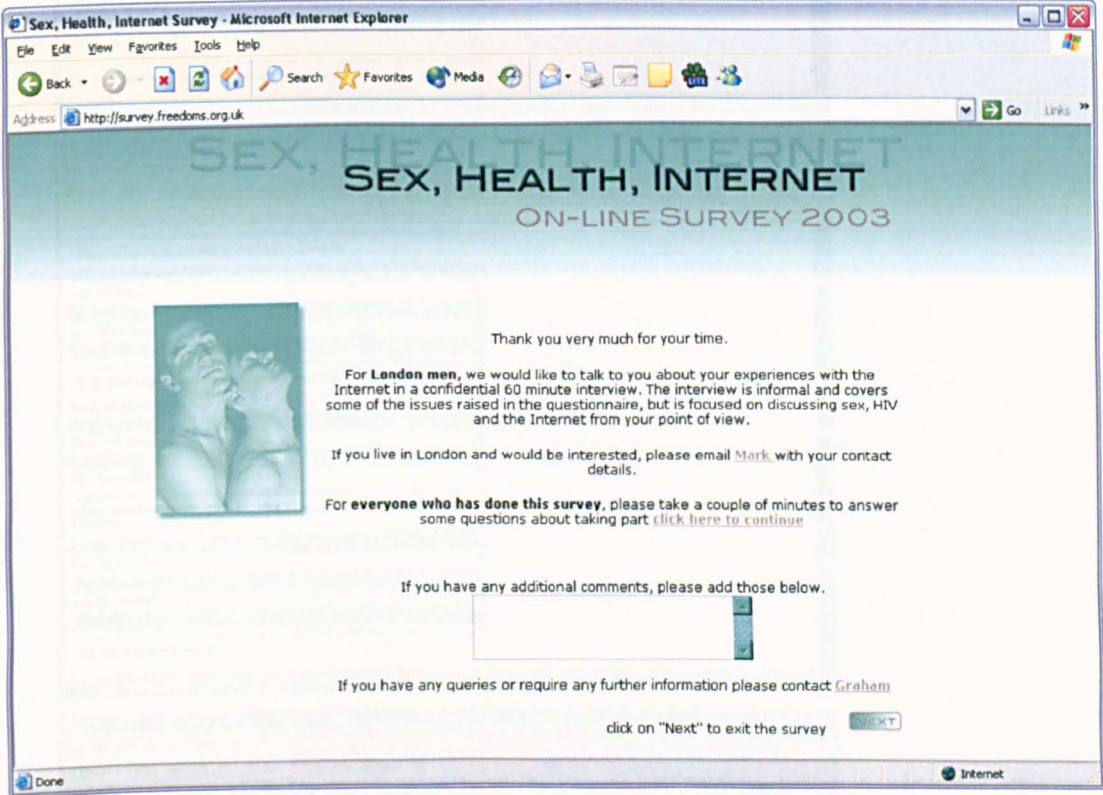 Sex, Health, Internet Survey - Microsoft Internet Explorer
File Edit View Favorites Tools Help
Back Search Favorites Media
Address http://survey.freedoms.org.uk Go Links »
SEX, HEALTH, INTERNET
SEX, HEALTH, INTERNET
ON-LINE SURVEY 2003
Thank you very much for your time.
For London men, we would like to talk to you about your experiences with the
Internet in a confidential 60 minute interview. The interview is informal and covers
some of the issues raised in the questionnaire, but is focused on discussing sex, HIV
and the Internet from your point of view.
If you live in London and would be interested, please email Mark with your contact
details.
For everyone who has done this survey, please take a couple of minutes to answer
some questions about taking part click here to continue
If you have any additional comments, please add those below.
If you have any queries or require any further information please contact Graham
click on "Next" to exit the survey NEXT
Done Internet